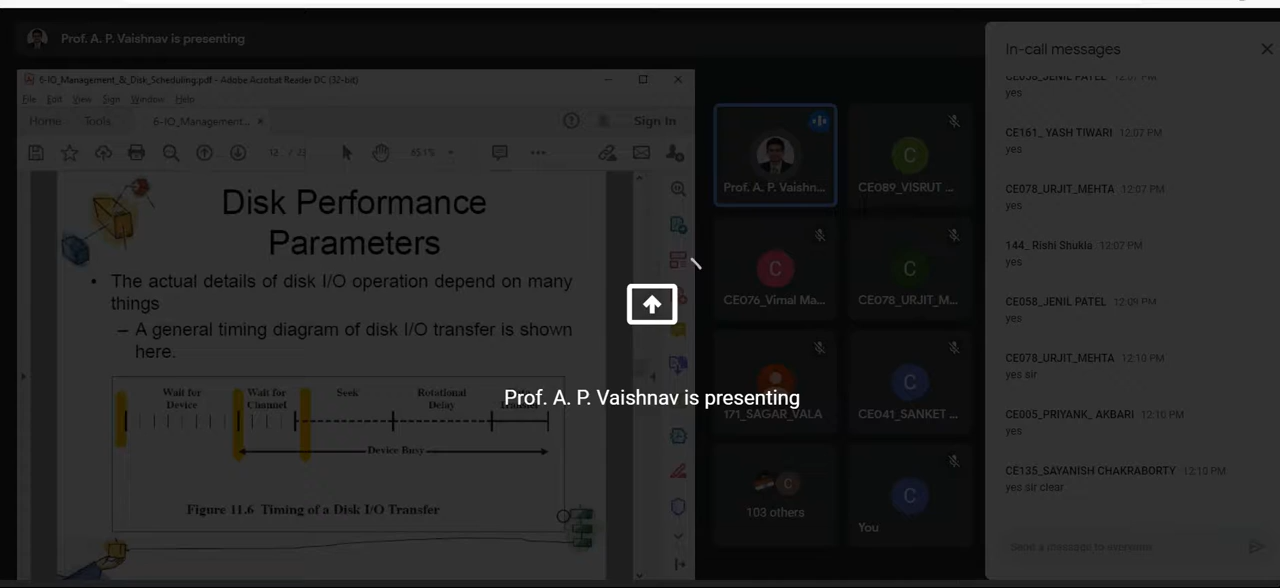 Prof. A. P. Vaishnav is presenting
6-IO_Management_&_Disk_Scheduling.pdf - Adobe Acrobat Reader DC (32-bit)
File Edit View Sign Window Help
Home Tools 6-IO_Management... ×
Sign In
65.1%
Disk Performance
Parameters
• The actual details of disk I/O operation depend on many
things
– A general timing diagram of disk I/O transfer is shown
here.
Wait for
Device
Wait for
Channel
Seek
Rotational
Delay
Device Busy
Figure 11.6 Timing of a Disk I/O Transfer
Prof. A. P. Vaishnav is presenting
Prof. A. P. Vaishn...
C
CE089_VISRUT ...
C
CE076_Vimal Ma...
C
CE078_URJIT_M...
171_SAGAR_VALA
C
CE041_SANKET ...
C
103 others
C
You
In-call messages
CE058_JENIL PATEL 12:07 PM
yes
CE161_ YASH TIWARI 12:07 PM
yes
CE078_URJIT_MEHTA 12:07 PM
yes
144_ Rishi Shukla 12:07 PM
yes
CE058_JENIL PATEL 12:09 PM
yes
CE078_URJIT_MEHTA 12:10 PM
yes sir
CE005_PRIYANK_ AKBARI 12:10 PM
yes
CE135_SAYANISH CHAKRABORTY 12:10 PM
yes sir clear
Send a message to everyone